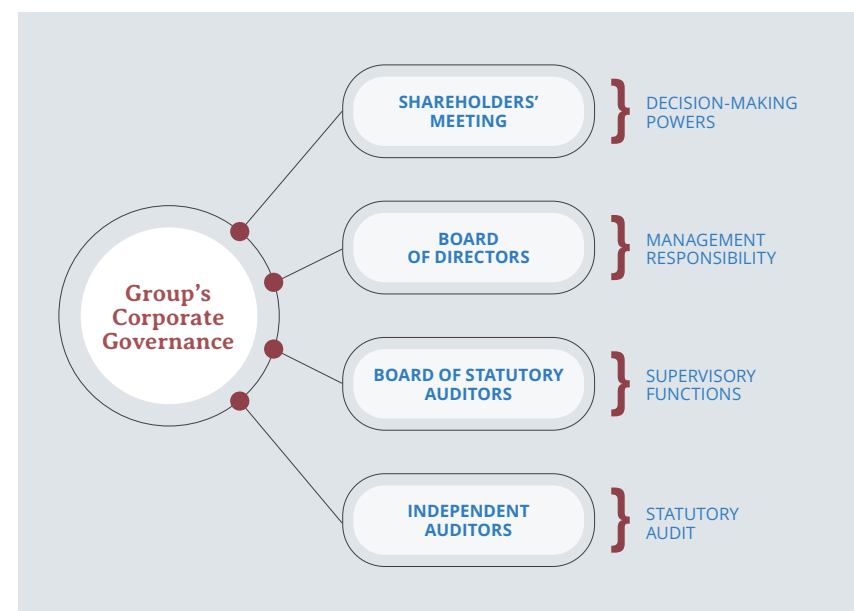 SHAREHOLDERS’
MEETING
DECISION-MAKING
POWERS
BOARD
OF DIRECTORS
MANAGEMENT
RESPONSIBILITY
Group’s
Corporate
Governance
BOARD OF STATUTORY
AUDITORS
SUPERVISORY
FUNCTIONS
INDEPENDENT
AUDITORS
STATUTORY
AUDIT